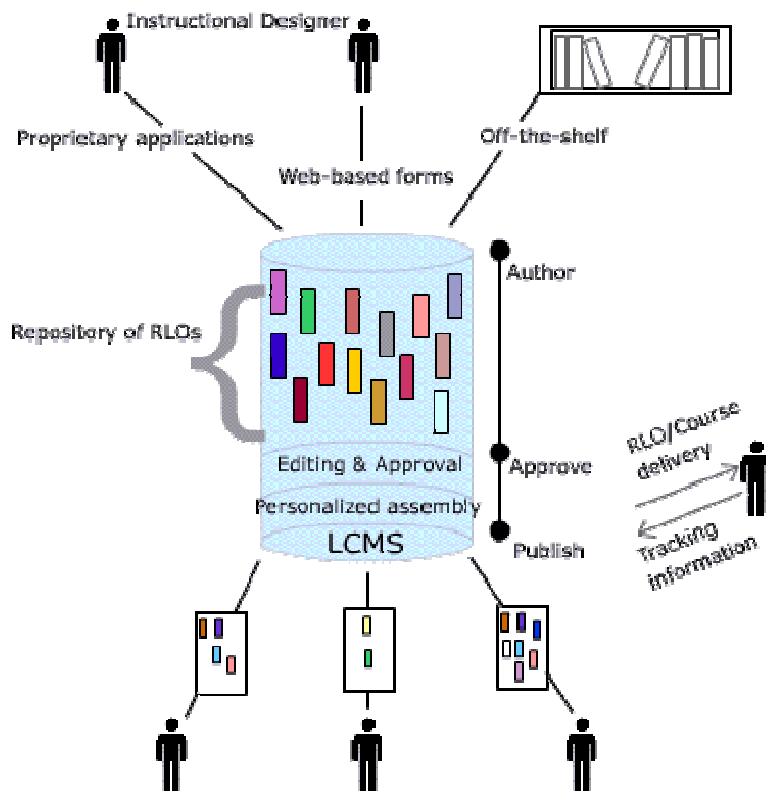 Instructional Designer
Proprietary applications
Off-the-shelf
Web-based forms
Author
Repository of RLOs
RLO/Course
delivery
Editing & Approval
Approve
Personalized assembly
LCMS
Publish
Tracking
information